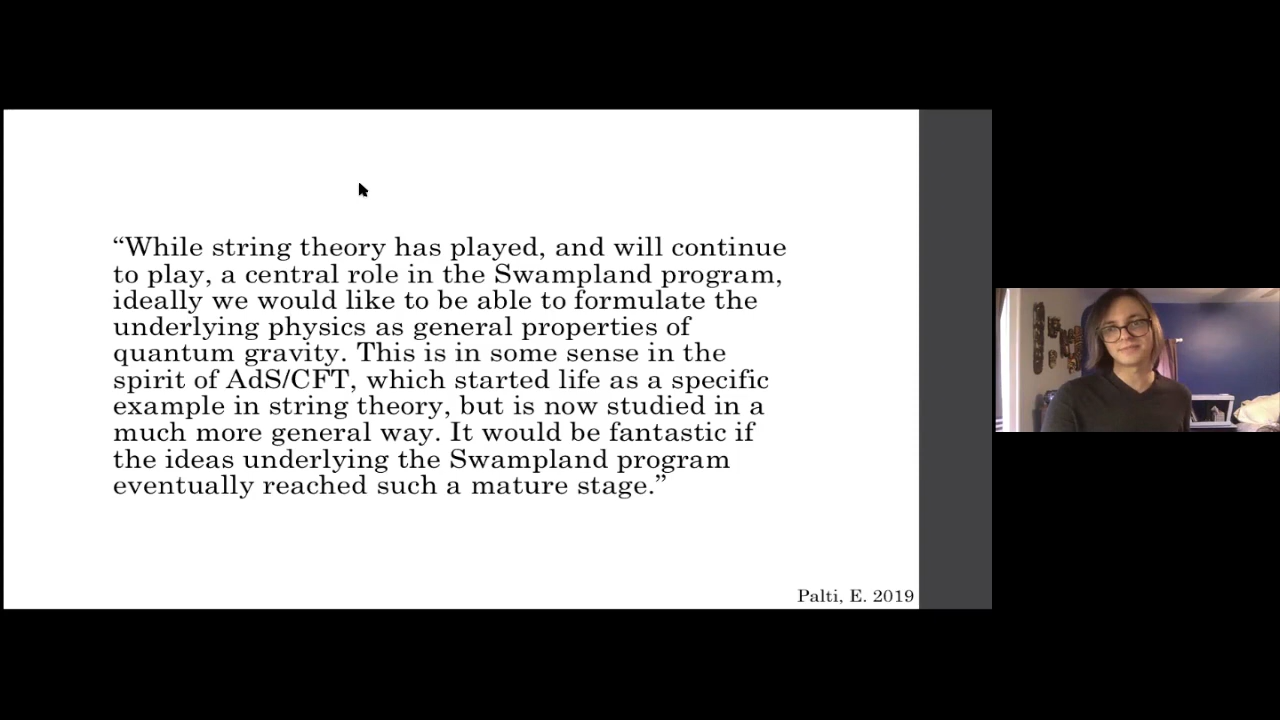 “While string theory has played, and will continue
to play, a central role in the Swampland program,
ideally we would like to be able to formulate the
underlying physics as general properties of
quantum gravity. This is in some sense in the
spirit of AdS/CFT, which started life as a specific
example in string theory, but is now studied in a
much more general way. It would be fantastic if
the ideas underlying the Swampland program
eventually reached such a mature stage.”
Palti, E. 2019